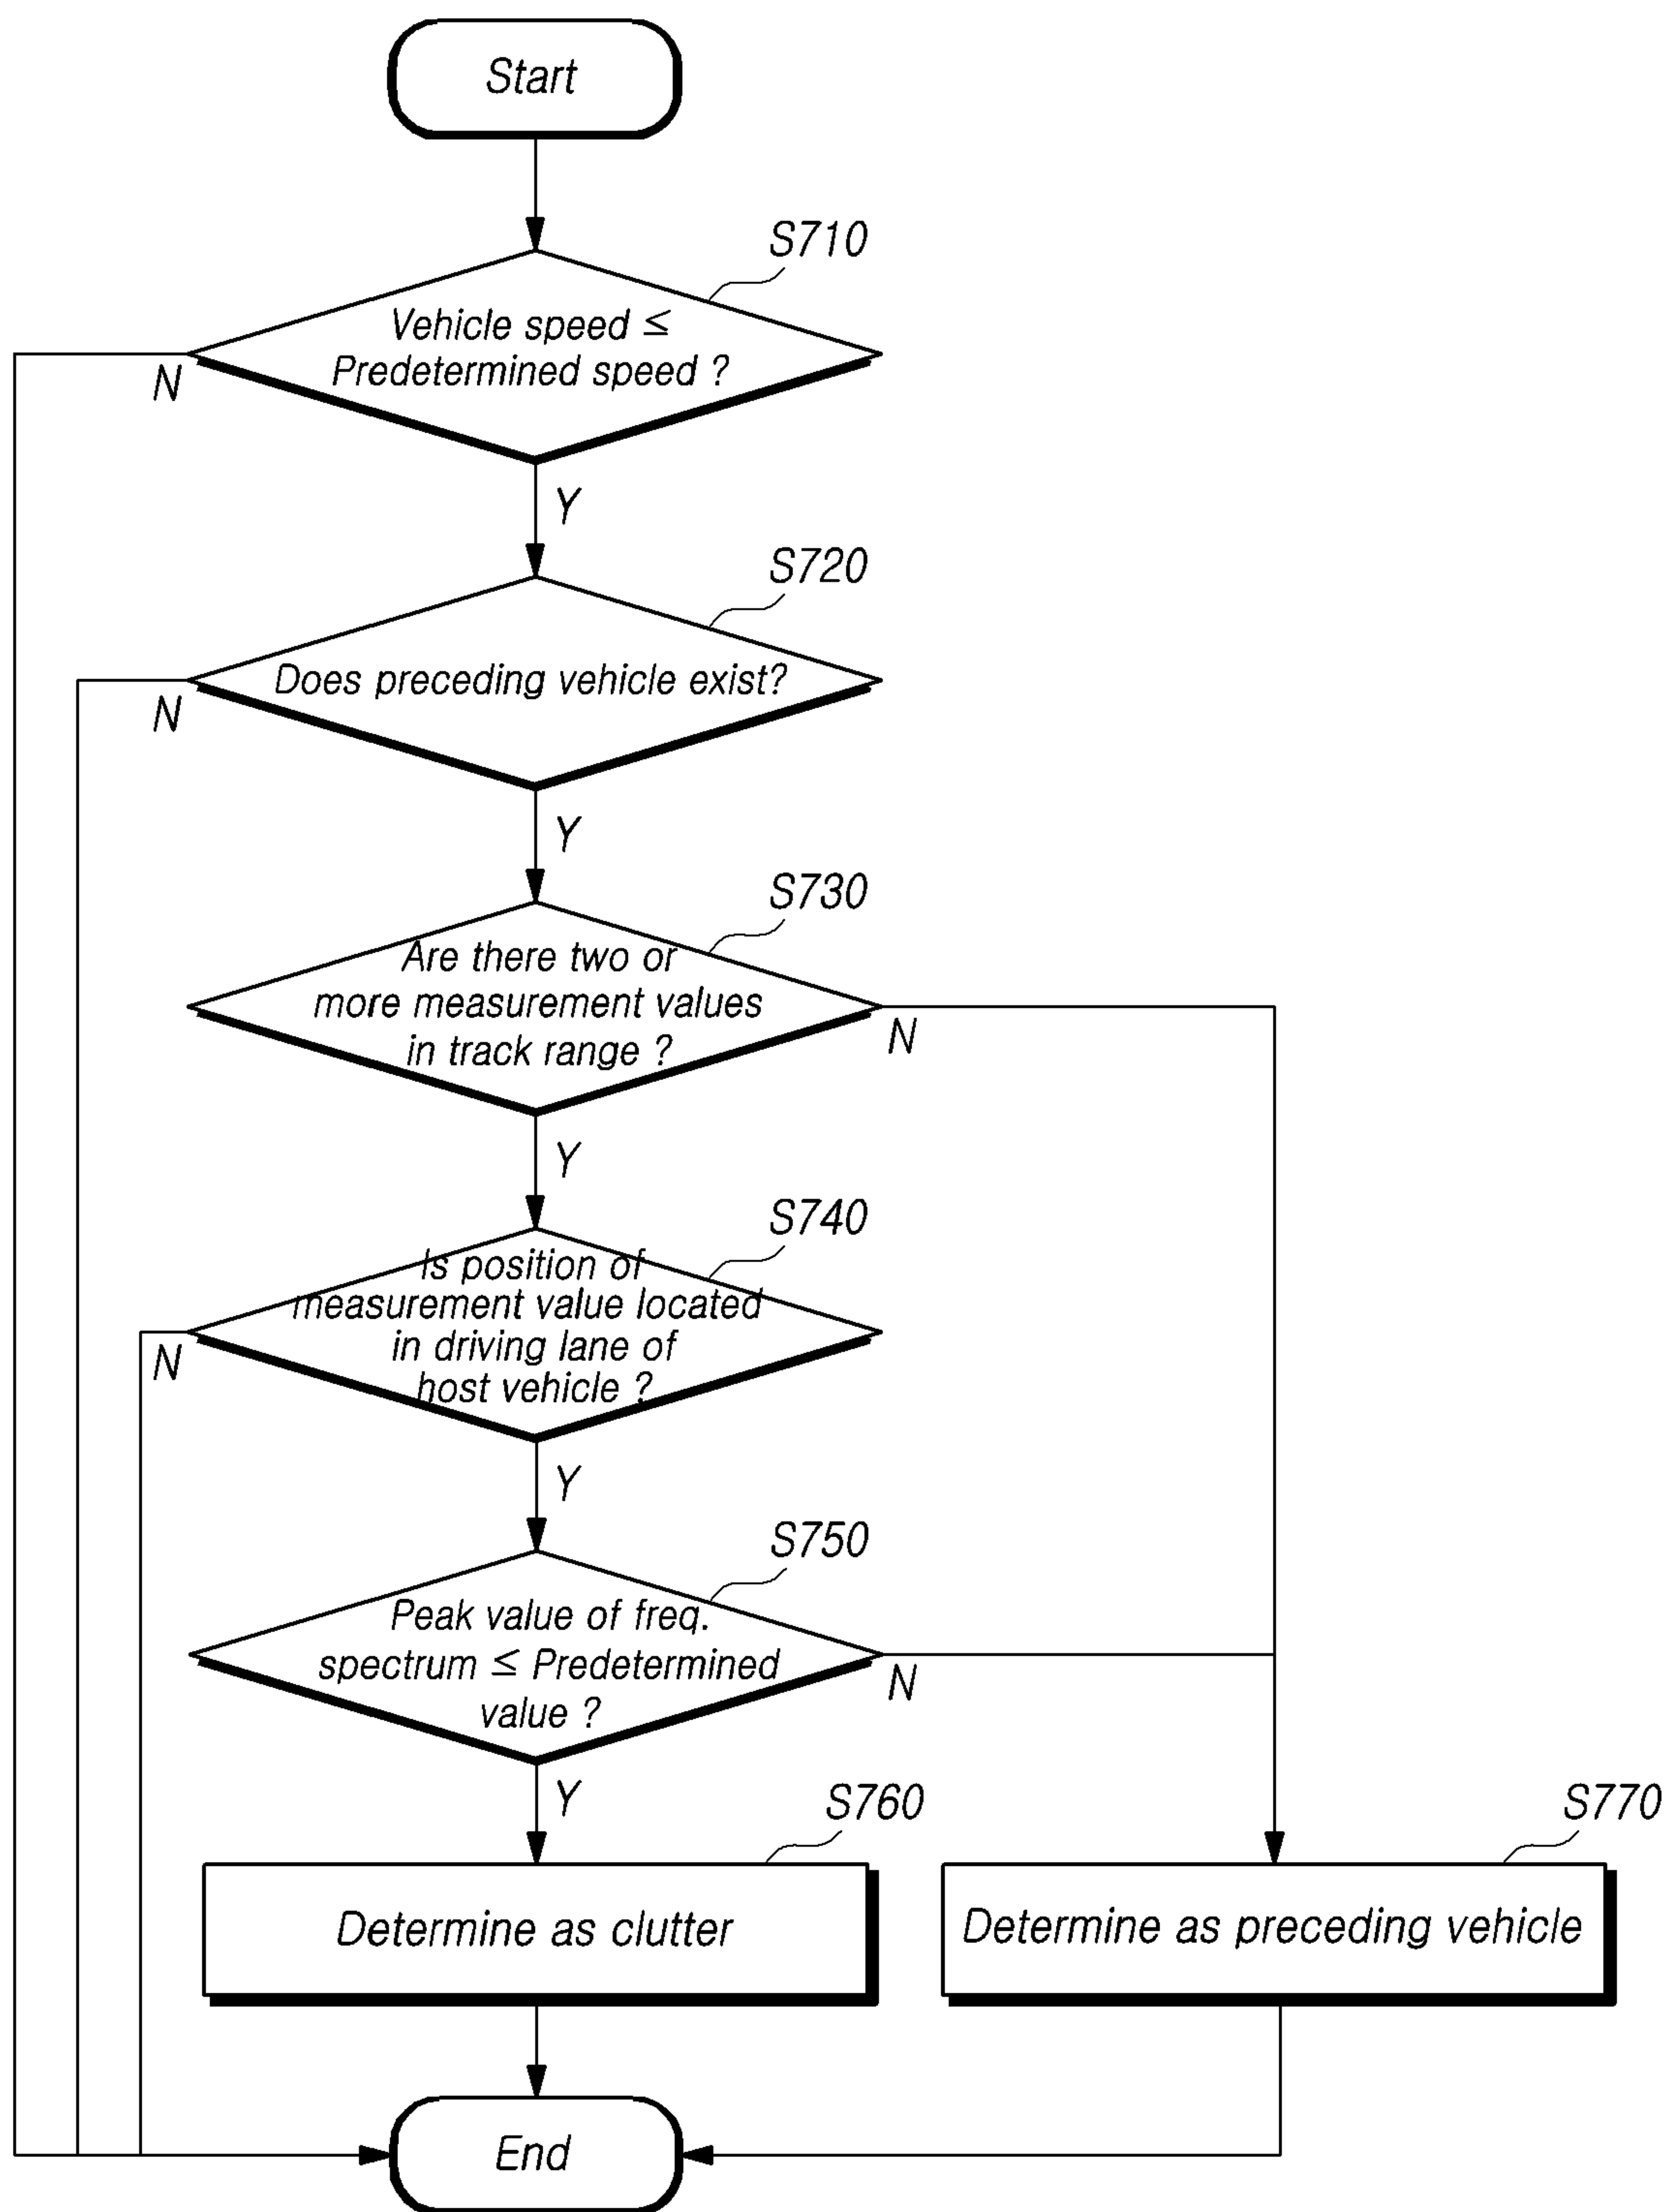 Start
S710
Vehicle speed ≤
Predetermined speed ?
N
Y
S720
Does preceding vehicle exist?
N
Y
S730
Are there two or
more measurement values
in track range ?
N
Y
S740
Is position of
measurement value located
in driving lane of
host vehicle ?
N
Y
S750
Peak value of freq.
spectrum ≤ Predetermined
value ?
N
Y
S760
S770
Determine as clutter
Determine as preceding vehicle
End